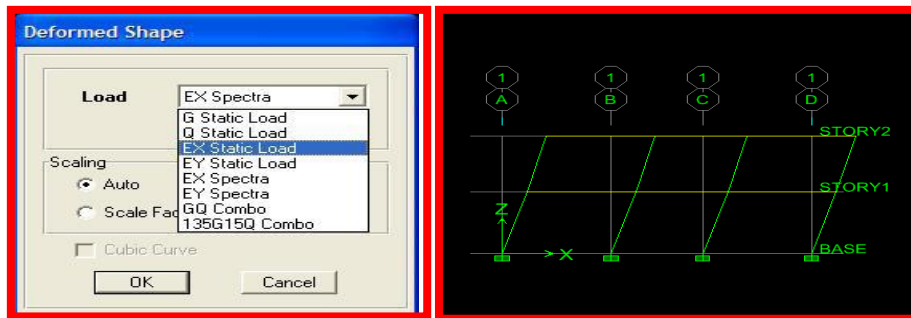 Deformed Shape
Load
EX Spectra
G Static Load
Q Static Load
EX Static Load
EY Static Load
EX Spectra
EY Spectra
GQ Combo
135G15Q Combo
Scaling
Auto
Scale Fac
Cubic Curve
OK Cancel
1 1 1 1
A B C D
STORY2
STORY1
Z
X
BASE